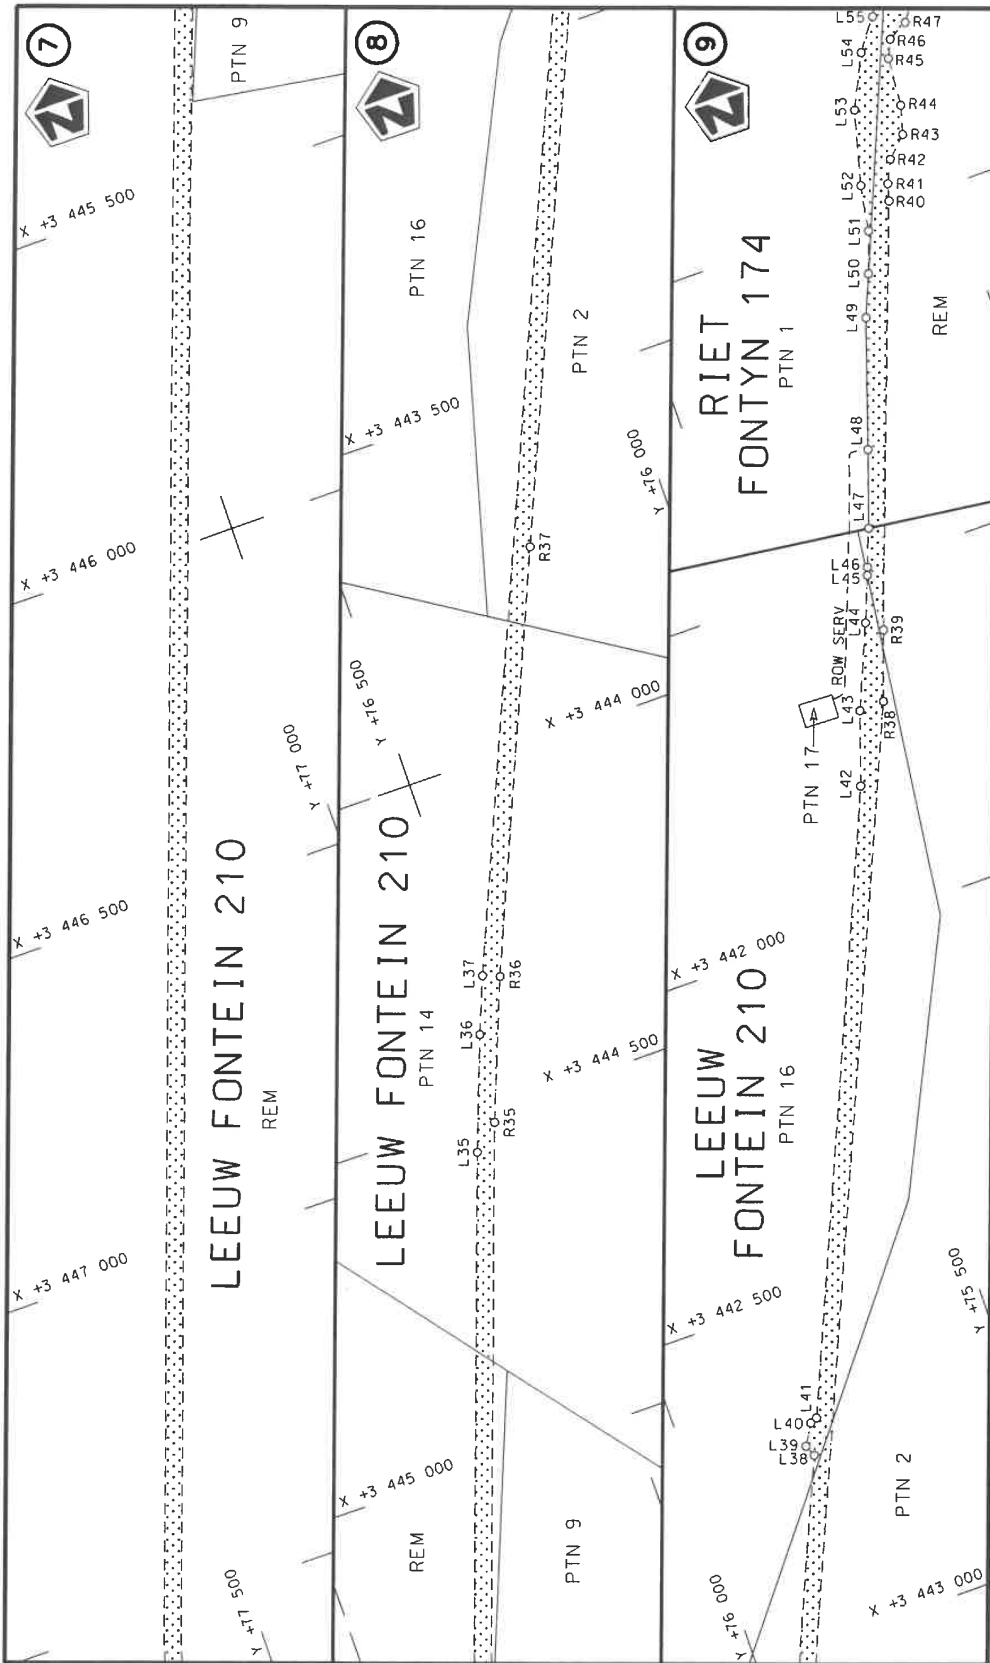 7
PTN 9
X +3 445 500
X +3 446 000
Y +77 000
X +3 446 500
LEEUW FONTEIN 210
REM
X +3 447 000
Y +77 500
8
PTN 16
PTN 2
X +3 443 500
Y +76 000
R37
Y +76 500
X +3 444 000
LEEUW FONTEIN 210
PTN 14
L37
R36
L36
X +3 444 500
R35
L35
X +3 445 000
REM
PTN 9
9
L55
R47
L54
R46
R45
L53
R44
R43
R42
L52
R41
R40
L51
L50
L49
RIET
FONTYN 174
PTN 1
REM
L48
L47
L46
L45
L44
R39
ROW SERV
L43
R38
PTN 17
L42
X +3 442 000
LEEUW
FONTEIN 210
PTN 16
X +3 442 500
Y +75 500
L41
L40
L39
L38
PTN 2
Y +76 000
X +3 443 000